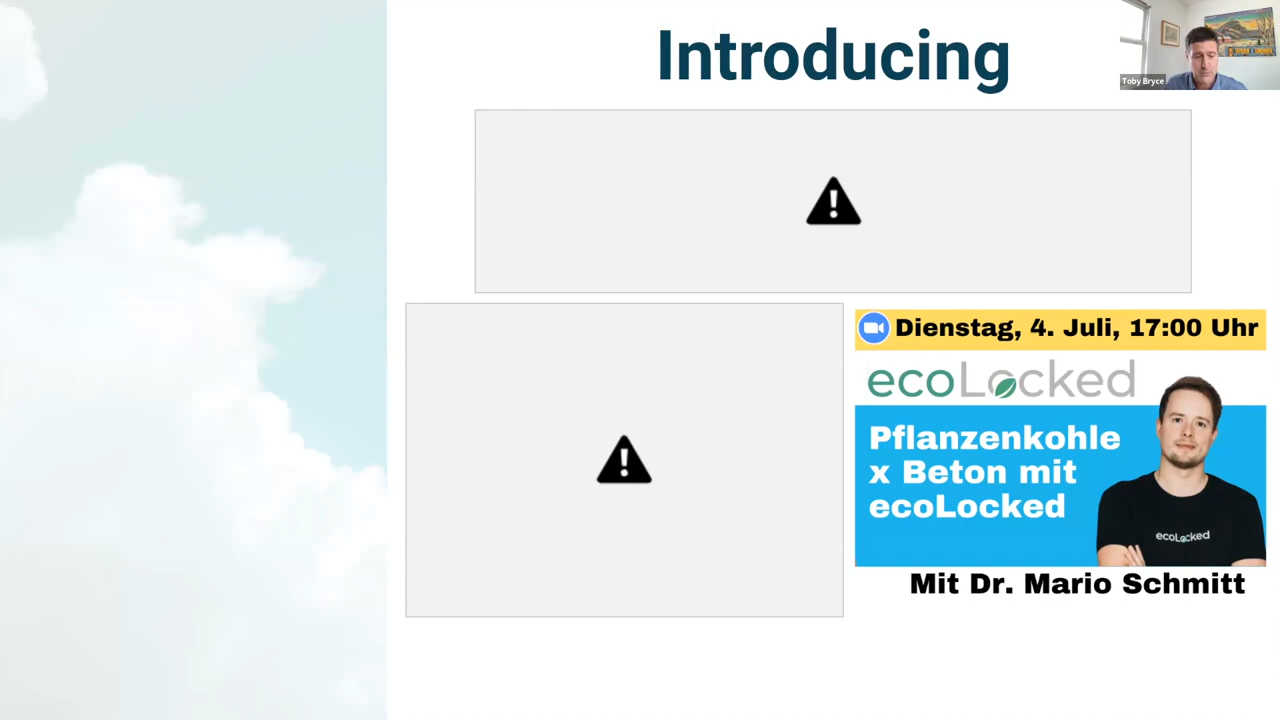 Introducing
Toby Bryce
Dienstag, 4. Juli, 17:00 Uhr
ecoLocked
Pflanzenkohle
x Beton mit
ecoLocked
ecoLocked
Mit Dr. Mario Schmitt